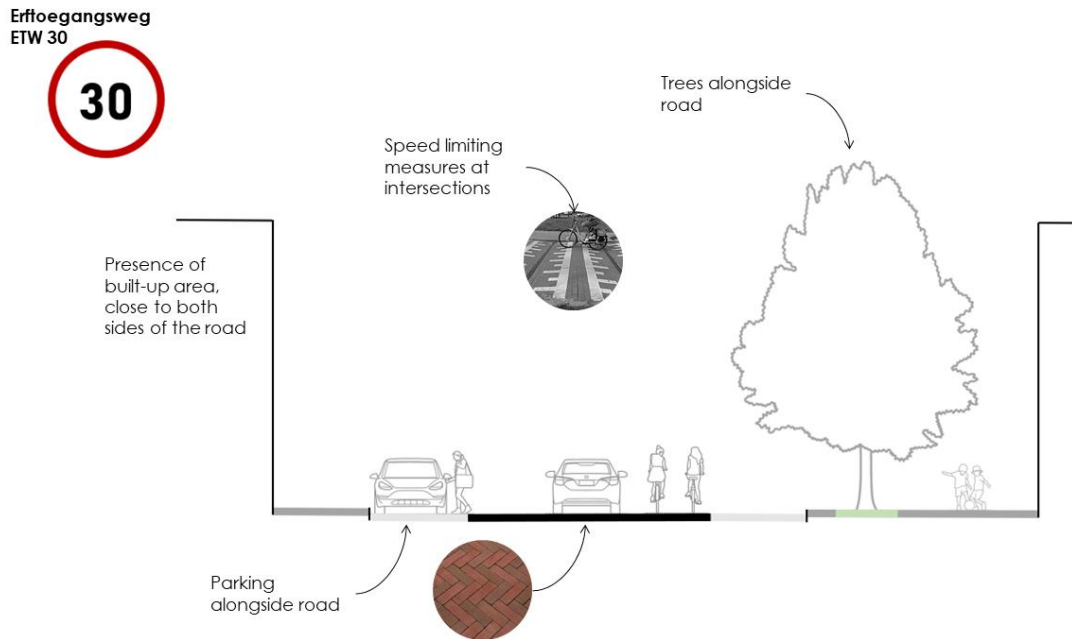 Erftoegangsweg
ETW 30
30
Trees alongside
road
Speed limiting
measures at
intersections
Presence of
built-up area,
close to both
sides of the road
Parking
alongside road